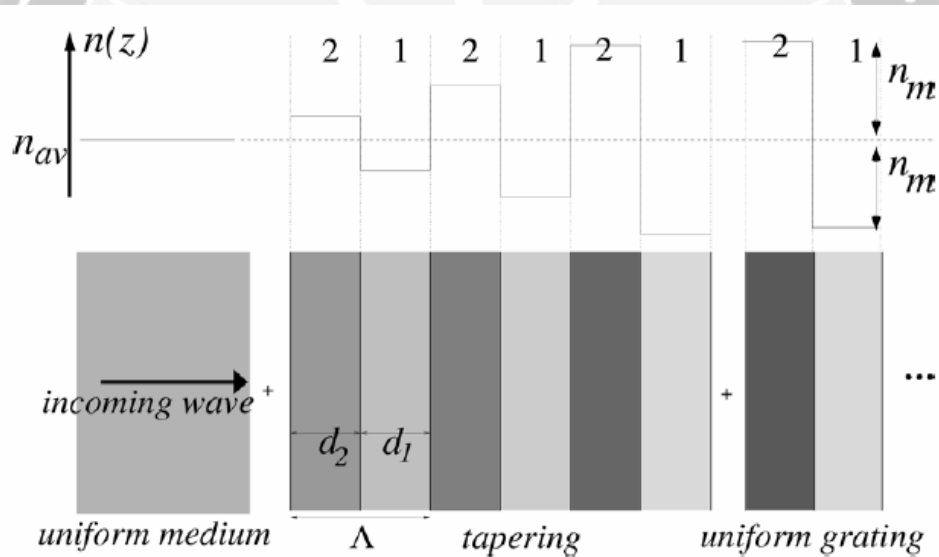 n(z)
2 1 2 1 2 1 2 1
n_m
n_av
n_m
incoming wave
+
+
...
d_2 d_1
uniform medium
Λ
tapering
uniform grating